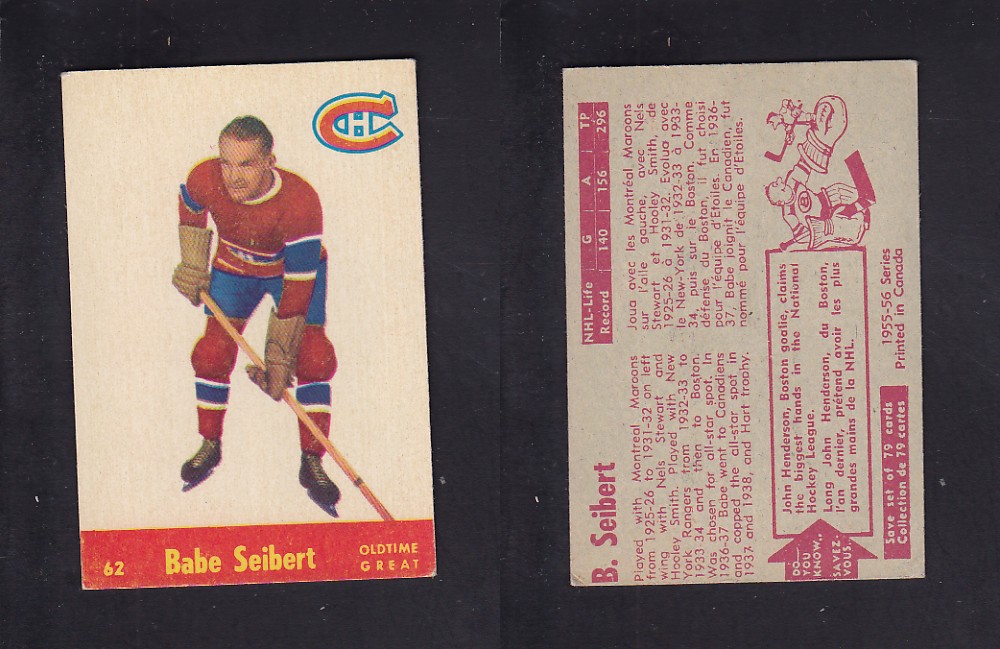 62
Babe Seibert
OLDTIME
GREAT
B. Seibert
Played with Montreal Maroons
from 1925-26 to 1931-32 on left
wing with Nels Stewart and
Hooley Smith. Played with New
York Rangers from 1932-33 to
1933 34 and then to Boston.
Was chosen for all-star spot. In
1936-37 Babe went to Canadiens
and copped the all-star spot in
1937 and 1938, and Hart trophy.
NHL-Life G A TP
Record 140 156 296
Joua avec les Montréal Maroons
sur l'aile gauche, avec Nels
Stewart et Hooley Smith, de
1925-26 à 1931-32. Evolua avec
le New-York de 1932-33 à 1933-
34, puis sur le Boston. Comme
défense du Boston, il fut choisi
pour l'équipe d'Etoiles. En 1936-
37, Babe joignit le Canadien, fut
nommé pour l'équipe d'Etoiles.
DO
YOU
KNOW..
SAVEZ-
VOUS.
John Henderson, Boston goalie, claims
the biggest hands in the National
Hockey League.
Long John Henderson, du Boston,
l'an dernier, prétend avoir les plus
grandes mains de la NHL.
Save set of 79 cards
Collection de 79 cartes
1955-56 Series
Printed in Canada